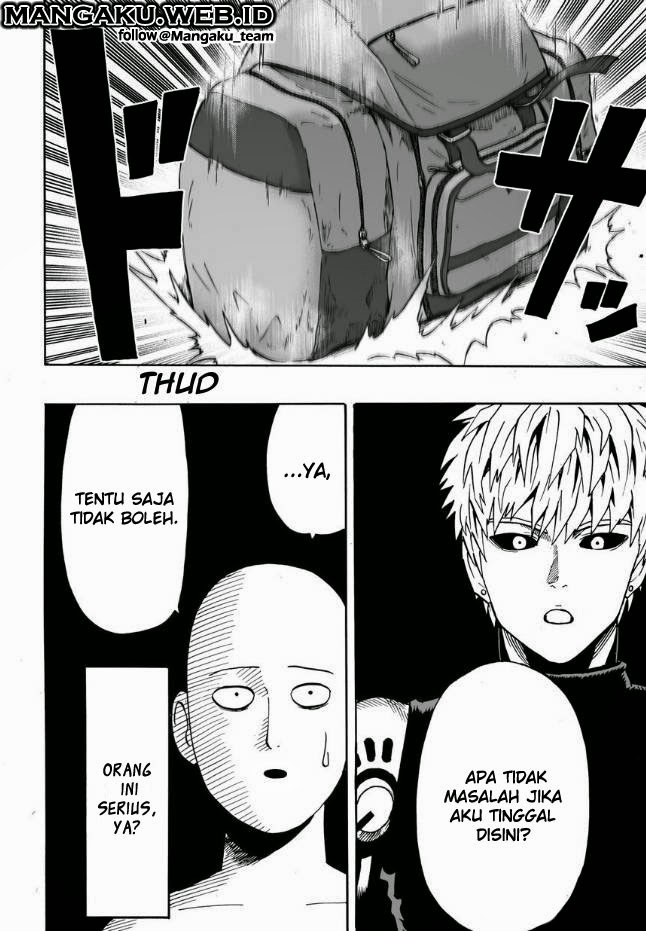 MANGAKU.WEB.ID
follow@Mangaku_team
ドサッ
THUD
APA TIDAK
MASALAH JIKA
AKU TINGGAL
DISINI?
...YA,
TENTU SAJA
TIDAK BOLEH.
ORANG
INI
SERIUS,
YA?